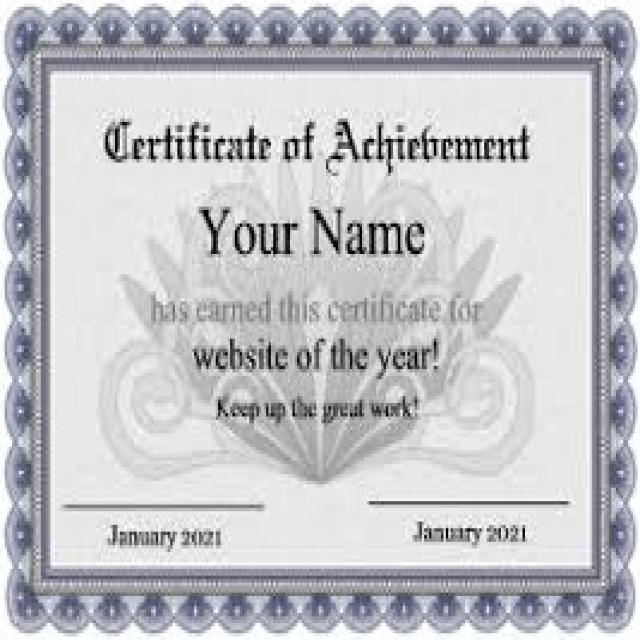 Certificate of Achievement
Your Name
has earned this certificate for
website of the year!
Keep up the great work!
January 2021
January 2021